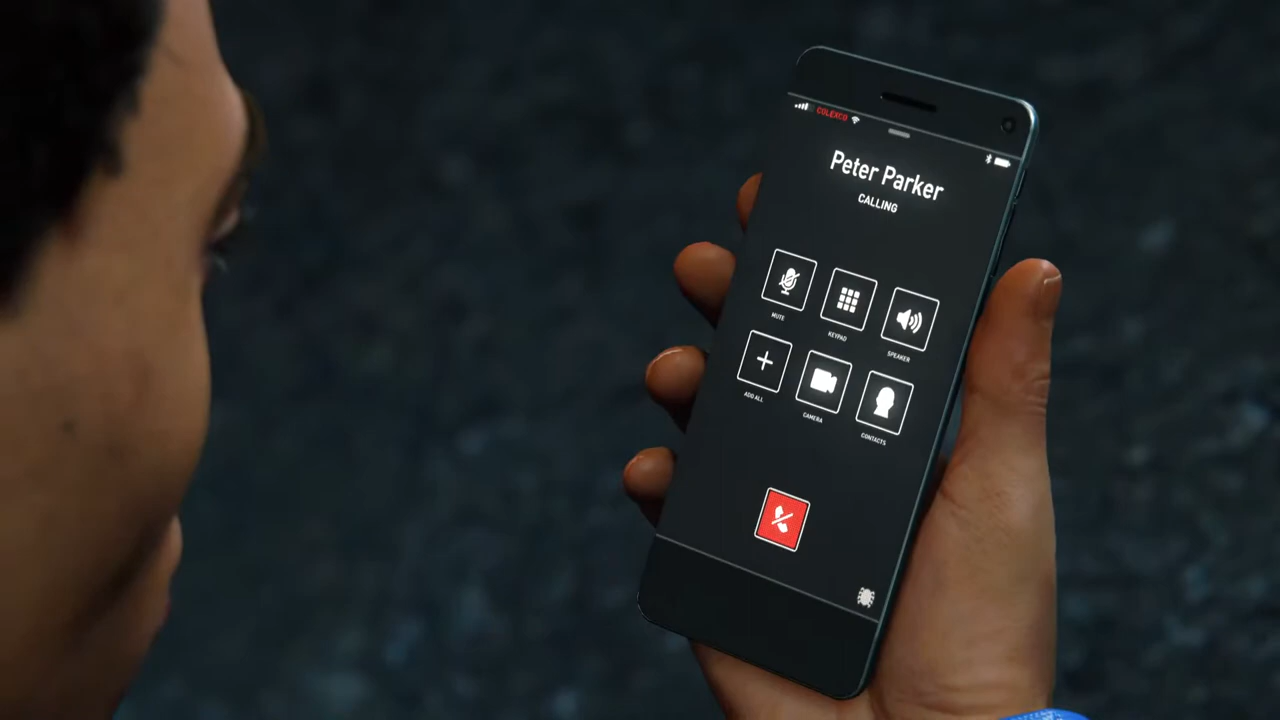 COLEXCO
Peter Parker
CALLING
MUTE
KEYPAD
SPEAKER
ADD ALL
CAMERA
CONTACTS